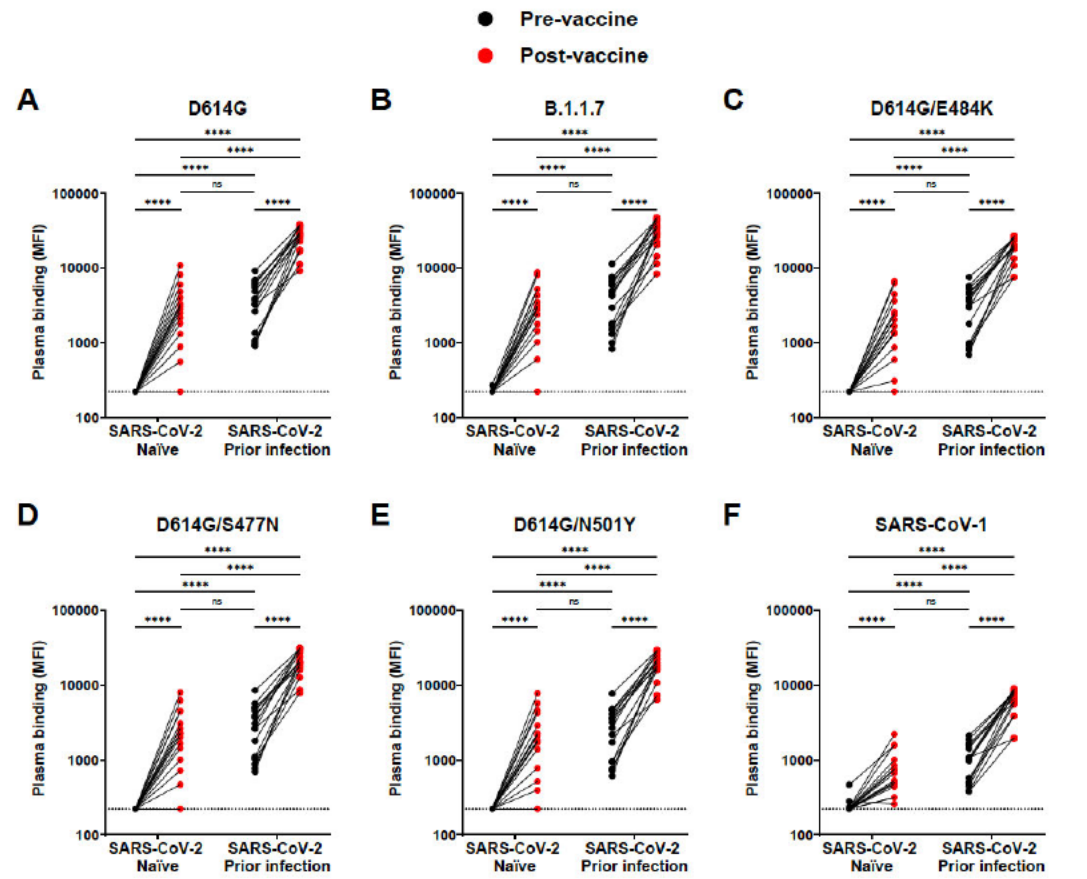 Pre-vaccine
Post-vaccine
A
D614G
****
****
****
ns
****
****
100000
10000
1000
100
Plasma binding (MFI)
SARS-CoV-2
Naïve
SARS-CoV-2
Prior infection
B
B.1.1.7
****
****
****
ns
****
****
100000
10000
1000
100
Plasma binding (MFI)
SARS-CoV-2
Naïve
SARS-CoV-2
Prior infection
C
D614G/E484K
****
****
****
ns
****
****
100000
10000
1000
100
Plasma binding (MFI)
SARS-CoV-2
Naïve
SARS-CoV-2
Prior infection
D
D614G/S477N
****
****
****
ns
****
****
100000
10000
1000
100
Plasma binding (MFI)
SARS-CoV-2
Naïve
SARS-CoV-2
Prior infection
E
D614G/N501Y
****
****
****
ns
****
****
100000
10000
1000
100
Plasma binding (MFI)
SARS-CoV-2
Naïve
SARS-CoV-2
Prior infection
F
SARS-CoV-1
****
****
****
ns
****
****
100000
10000
1000
100
Plasma binding (MFI)
SARS-CoV-2
Naïve
SARS-CoV-2
Prior infection